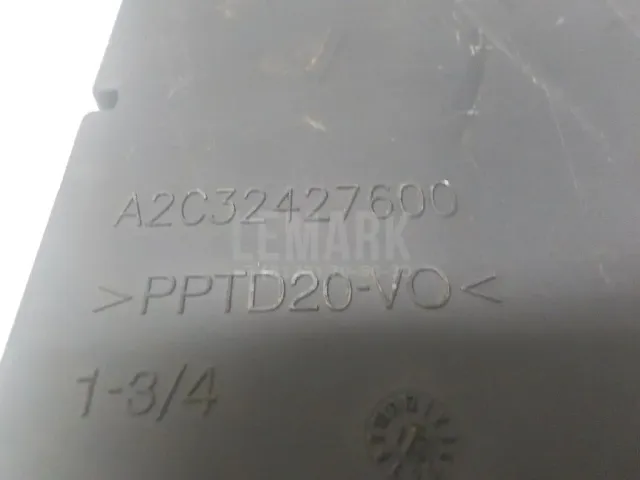 A2C32427600
LEMARK
>PPTD20-VO<
1-3/4